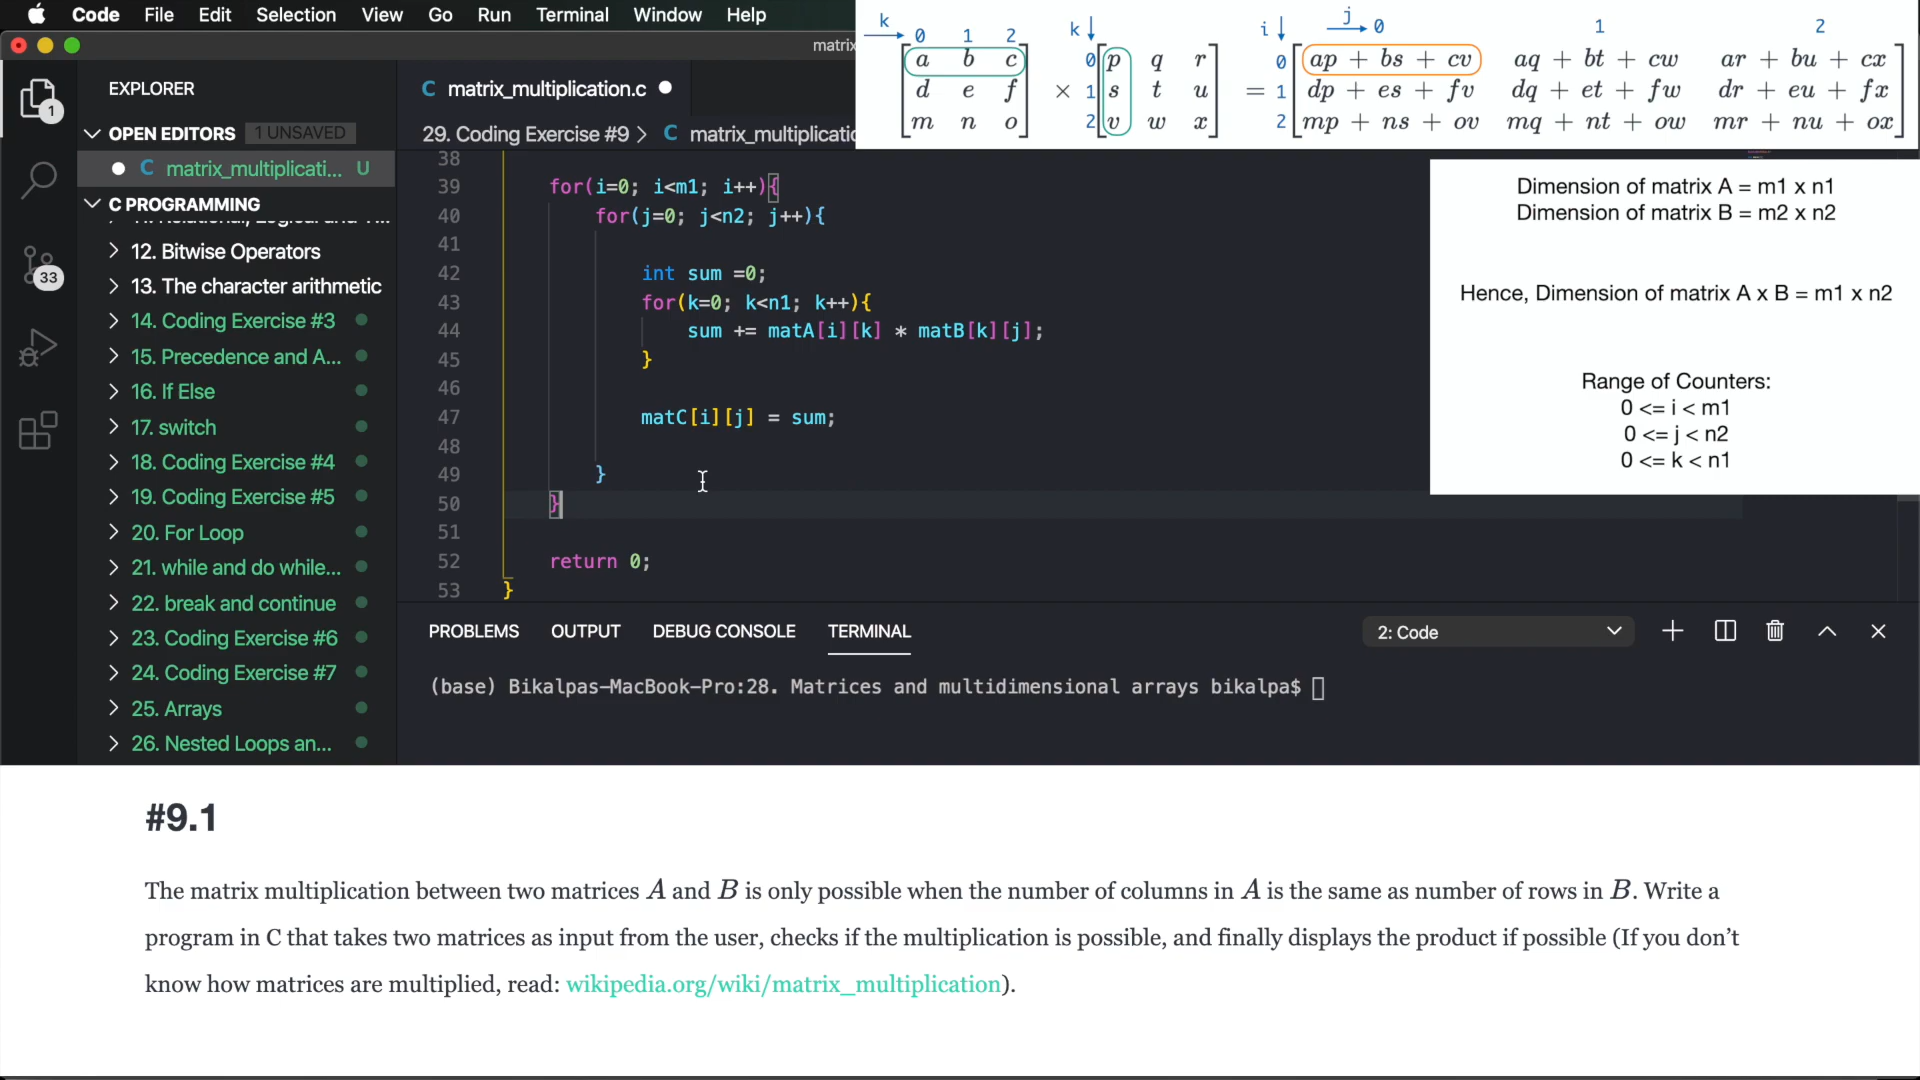 Code File Edit Selection View Go Run Terminal Window Help
matrix
EXPLORER
OPEN EDITORS 1 UNSAVED
C matrix_multiplicati... U
C PROGRAMMING
12. Bitwise Operators
13. The character arithmetic
14. Coding Exercise #3
15. Precedence and A...
16. If Else
17. switch
18. Coding Exercise #4
19. Coding Exercise #5
20. For Loop
21. while and do while...
22. break and continue
23. Coding Exercise #6
24. Coding Exercise #7
25. Arrays
26. Nested Loops an...
1
33
C matrix_multiplication.c
29. Coding Exercise #9 > C matrix_multiplicatio
38
39 for(i=0; i<m1; i++){
40 for(j=0; j<n2; j++){
41
42 int sum =0;
43 for(k=0; k<n1; k++){
44 sum += matA[i][k] * matB[k][j];
45 }
46
47 matC[i][j] = sum;
48
49 }
50 }
51
52 return 0;
53 }
k → 0 1 2 k ↓ i ↓ j → 0 1 2
a b c 0 p q r 0 ap + bs + cv aq + bt + cw ar + bu + cx
d e f × 1 s t u = 1 dp + es + fv dq + et + fw dr + eu + fx
m n o 2 v w x 2 mp + ns + ov mq + nt + ow mr + nu + ox
Dimension of matrix A = m1 x n1
Dimension of matrix B = m2 x n2
Hence, Dimension of matrix A x B = m1 x n2
Range of Counters:
0 <= i < m1
0 <= j < n2
0 <= k < n1
PROBLEMS OUTPUT DEBUG CONSOLE TERMINAL 2: Code
(base) Bikalpas-MacBook-Pro:28. Matrices and multidimensional arrays bikalpa$
#9.1
The matrix multiplication between two matrices A and B is only possible when the number of columns in A is the same as number of rows in B. Write a
program in C that takes two matrices as input from the user, checks if the multiplication is possible, and finally displays the product if possible (If you don’t
know how matrices are multiplied, read: wikipedia.org/wiki/matrix_multiplication).